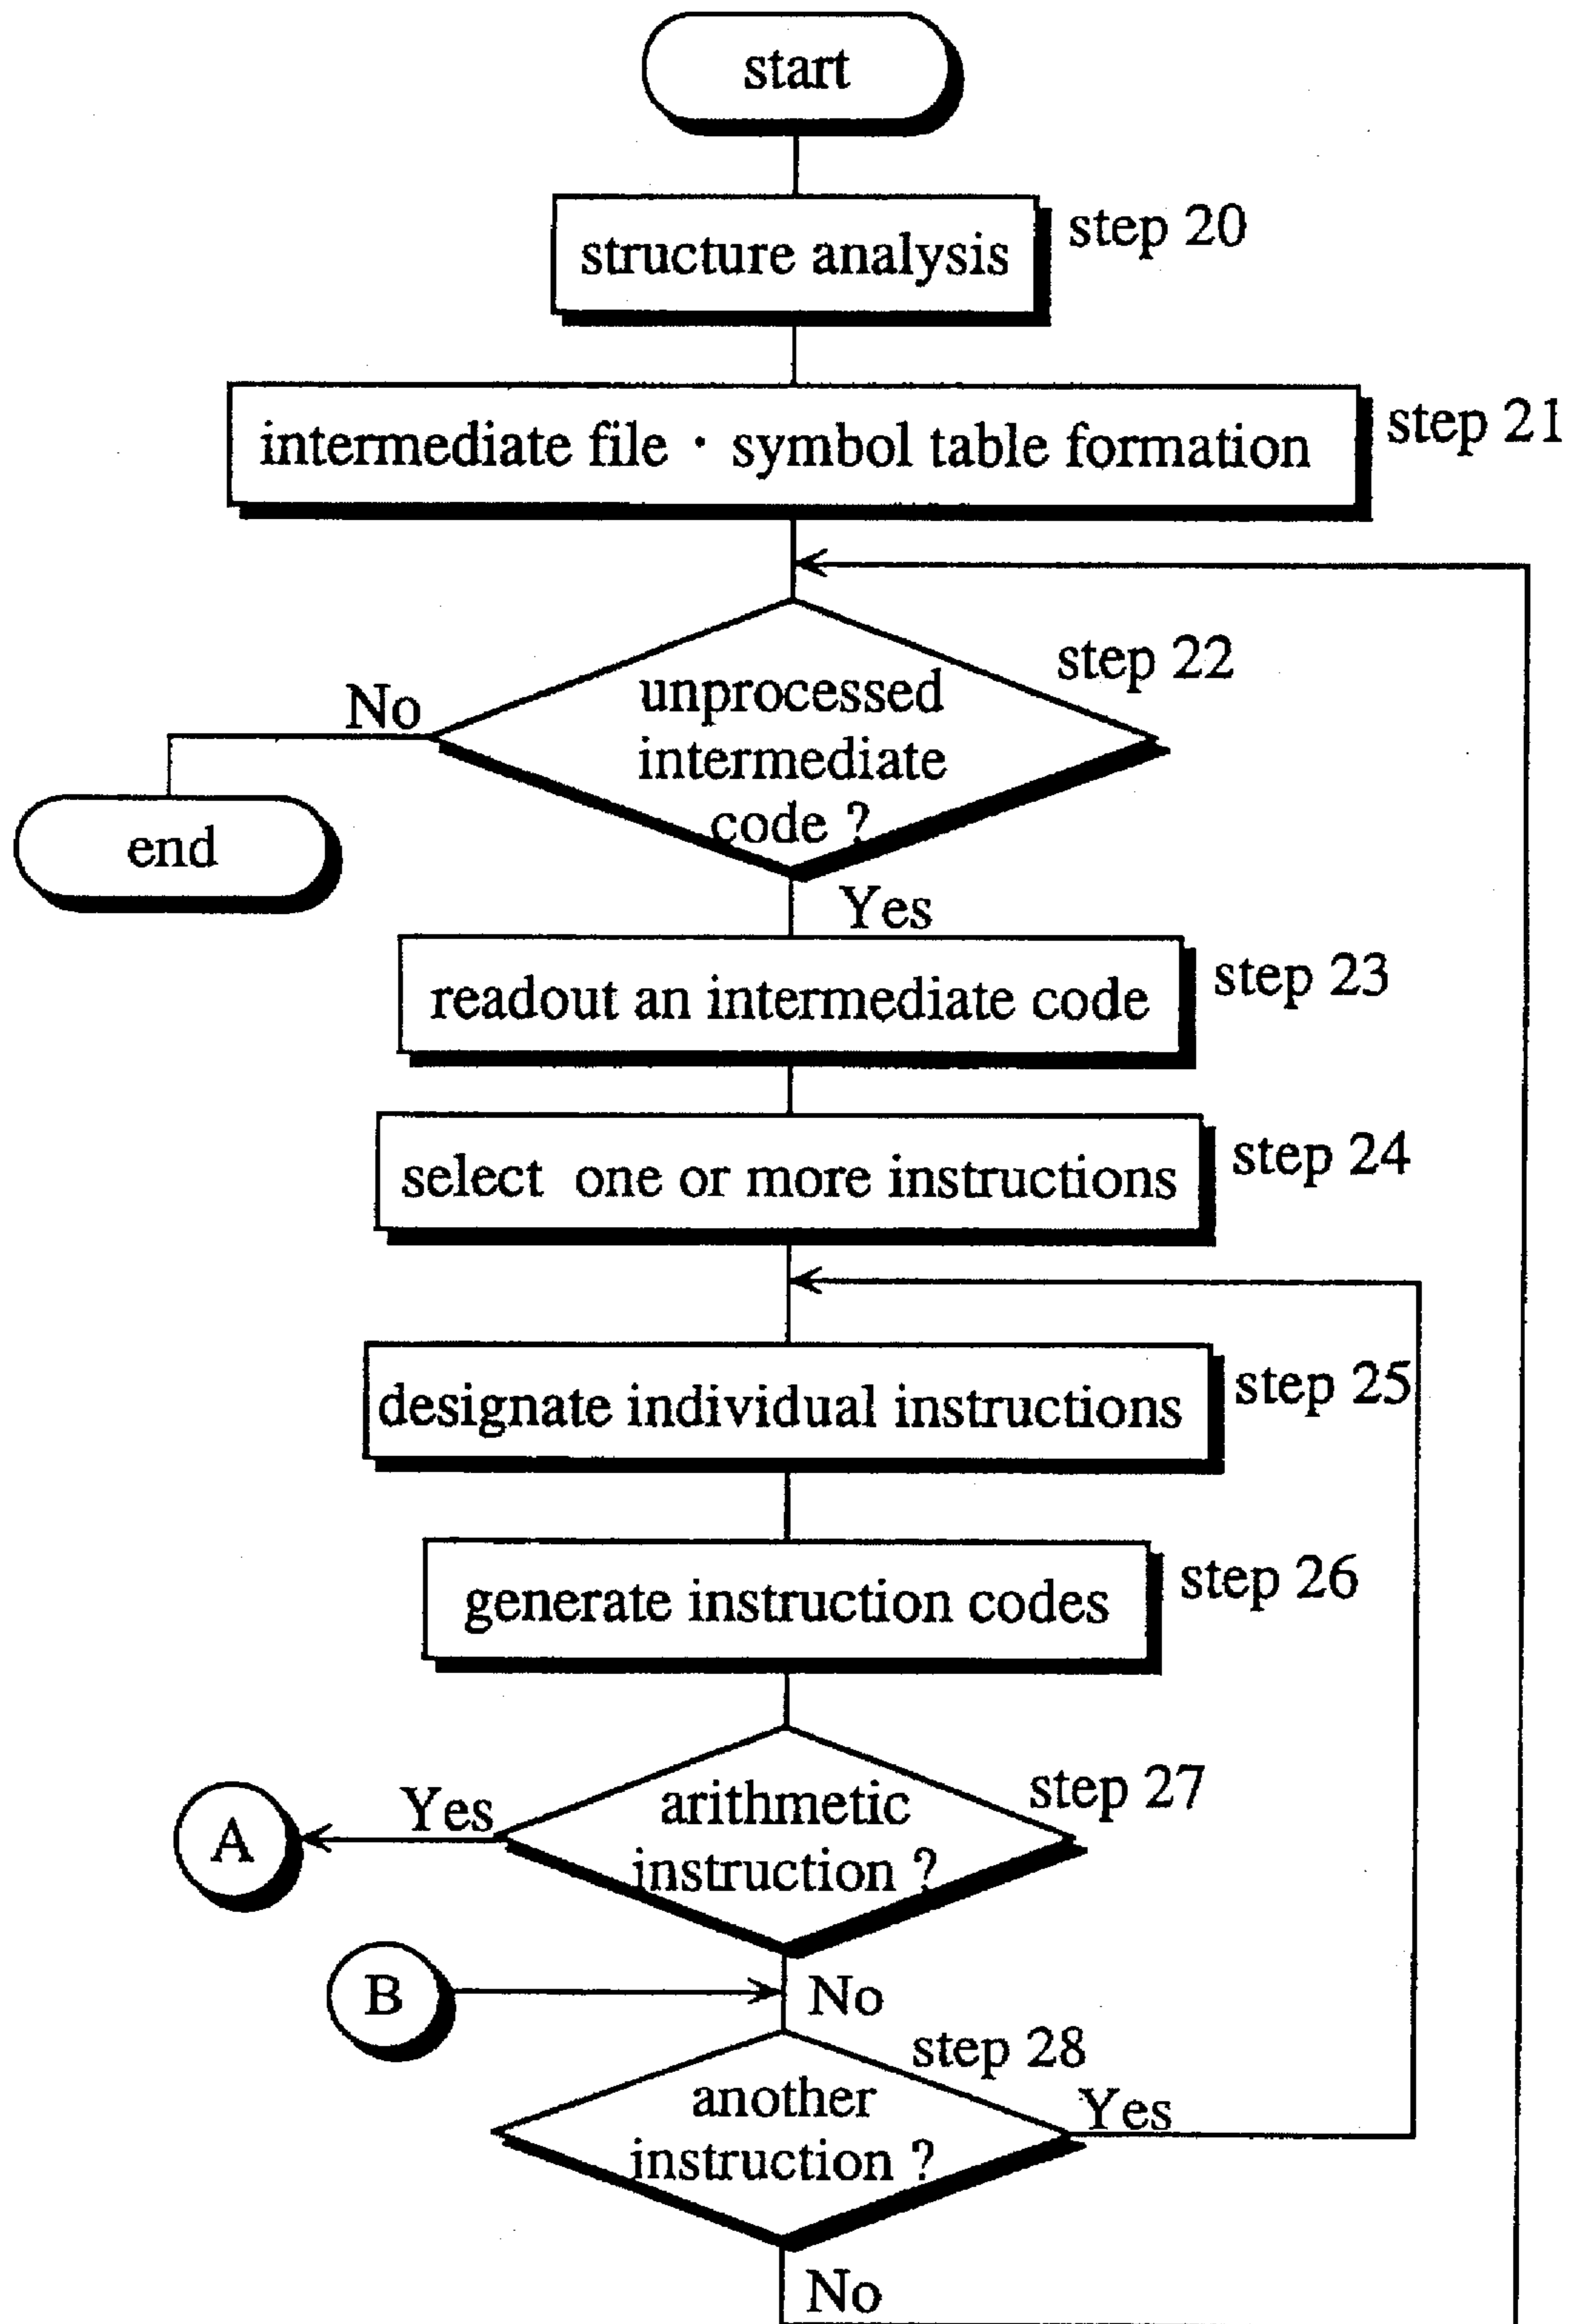 start
structure analysis
step 20
intermediate file · symbol table formation
step 21
unprocessed
intermediate
code ?
step 22
No
end
Yes
readout an intermediate code
step 23
select one or more instructions
step 24
designate individual instructions
step 25
generate instruction codes
step 26
arithmetic
instruction ?
step 27
Yes
A
B
No
step 28
another
instruction ?
Yes
No